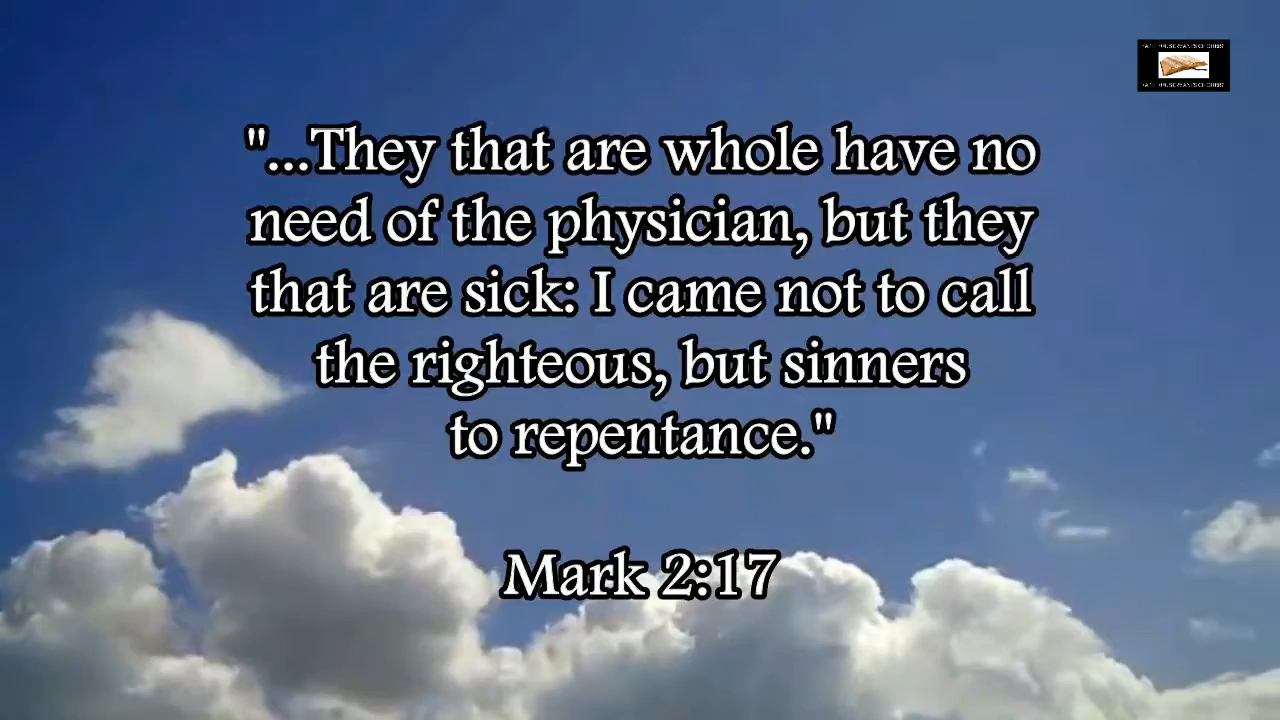 "...They that are whole have no
need of the physician, but they
that are sick: I came not to call
the righteous, but sinners
to repentance."
Mark 2:17